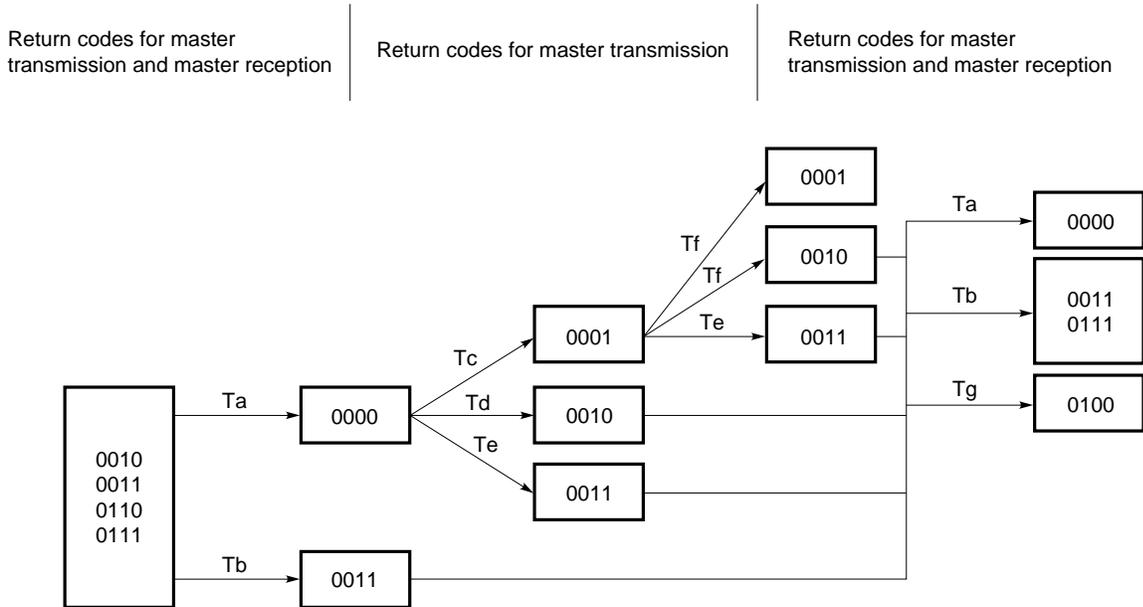 Return codes for master
transmission and master reception
Return codes for master transmission
Return codes for master
transmission and master reception
0001
Ta
0000
Tf
0010
Tf
Tb
0011
0111
0001
Te
0011
Tc
Tg
0100
Ta
0000
Td
0010
Te
0010
0011
0110
0111
0011
Tb
0011